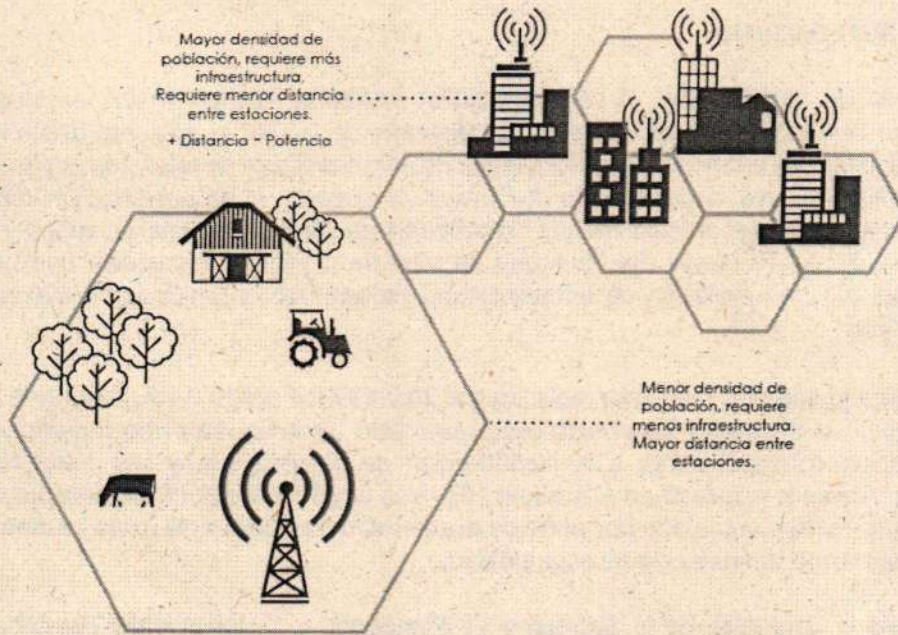 Mayor densidad de
población, requiere más
infraestructura.
Requiere menor distancia
entre estaciones.
+ Distancia - Potencia
Menor densidad de
población, requiere
menos infraestructura.
Mayor distancia entre
estaciones.